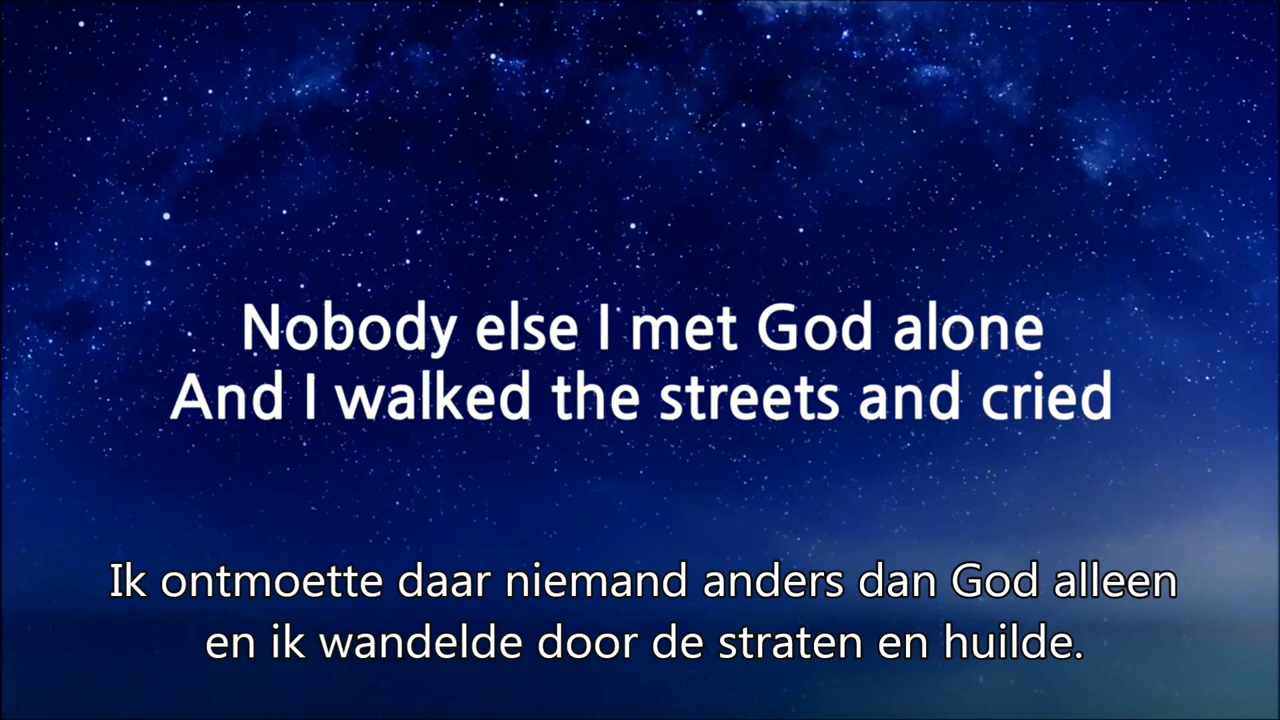 Nobody else I met God alone
And I walked the streets and cried
Ik ontmoette daar niemand anders dan God alleen
en ik wandelde door de straten en huilde.